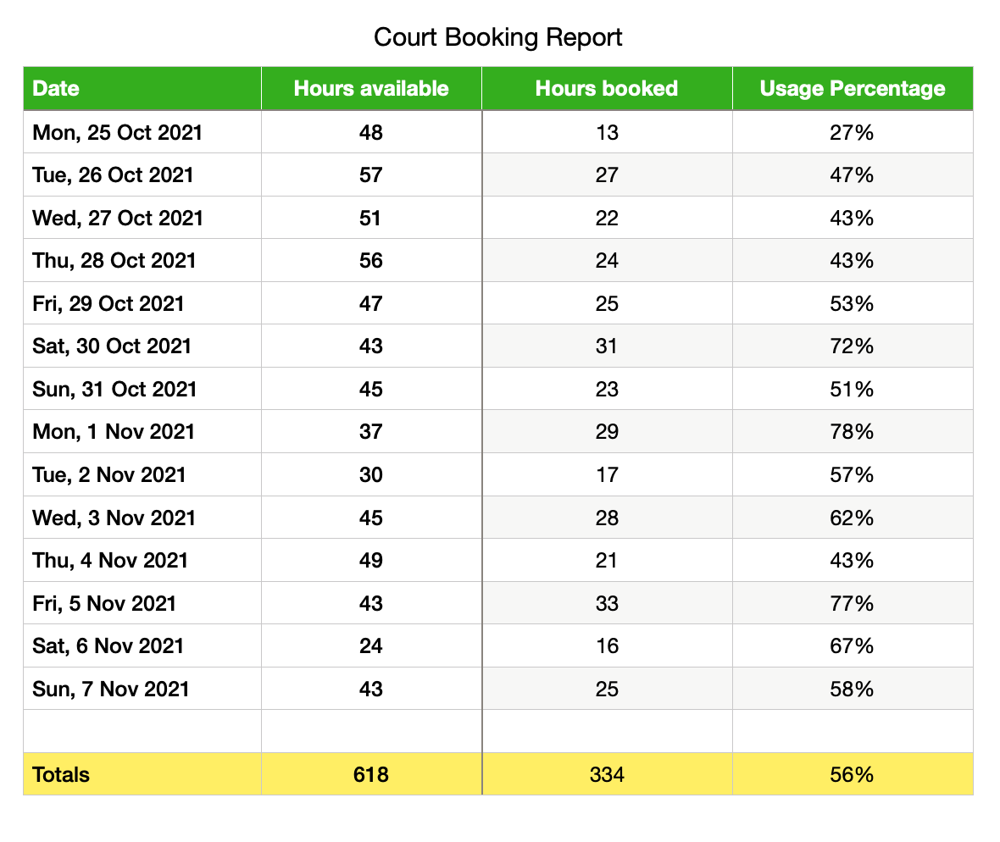 Court Booking Report
Date Hours available Hours booked Usage Percentage
Mon, 25 Oct 2021 48 13 27%
Tue, 26 Oct 2021 57 27 47%
Wed, 27 Oct 2021 51 22 43%
Thu, 28 Oct 2021 56 24 43%
Fri, 29 Oct 2021 47 25 53%
Sat, 30 Oct 2021 43 31 72%
Sun, 31 Oct 2021 45 23 51%
Mon, 1 Nov 2021 37 29 78%
Tue, 2 Nov 2021 30 17 57%
Wed, 3 Nov 2021 45 28 62%
Thu, 4 Nov 2021 49 21 43%
Fri, 5 Nov 2021 43 33 77%
Sat, 6 Nov 2021 24 16 67%
Sun, 7 Nov 2021 43 25 58%
Totals 618 334 56%